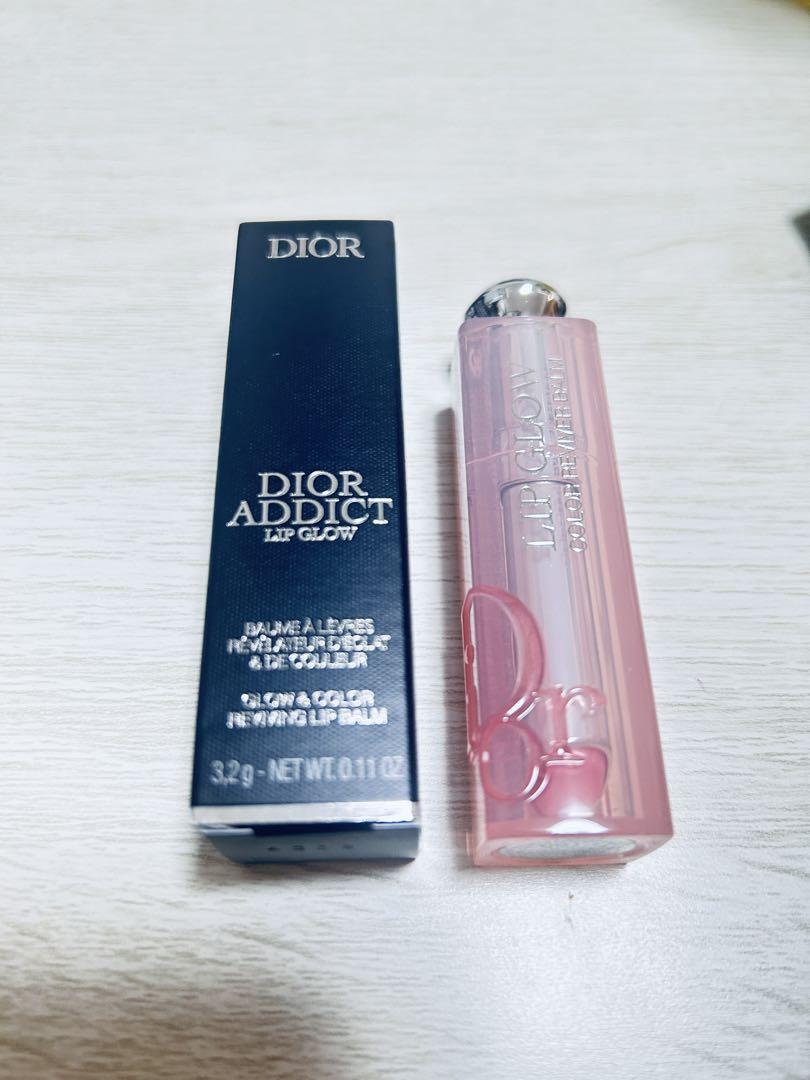 DIOR
DIOR
ADDICT
LIP GLOW
BAUME À LÈVRES
RÉVÉLATEUR D'ÉCLAT
& DE COULEUR
GLOW & COLOR
REVIVING LIP BALM
3,2g - NET WT. 0.11 OZ
LIP GLOW
COLOR REVIVER BALM
Dior